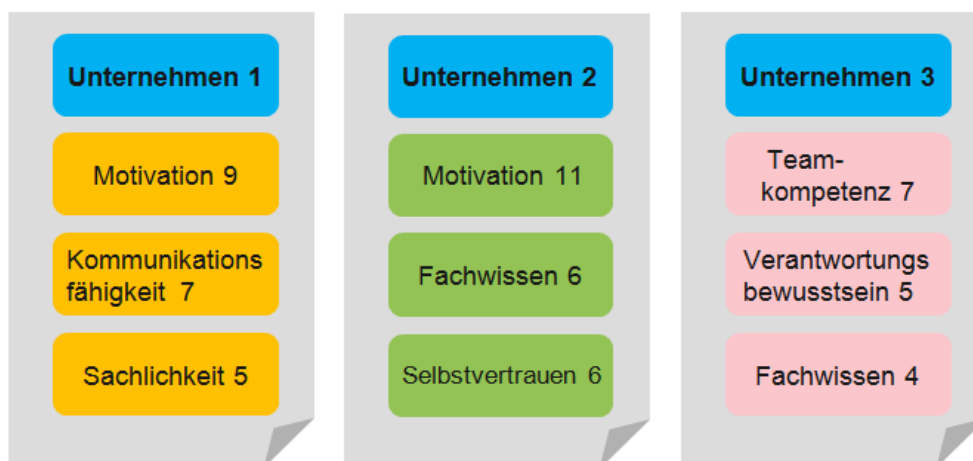 Unternehmen 1
Motivation 9
Kommunikations
fähigkeit 7
Sachlichkeit 5
Unternehmen 2
Motivation 11
Fachwissen 6
Selbstvertrauen 6
Unternehmen 3
Team-
kompetenz 7
Verantwortungs
bewusstsein 5
Fachwissen 4